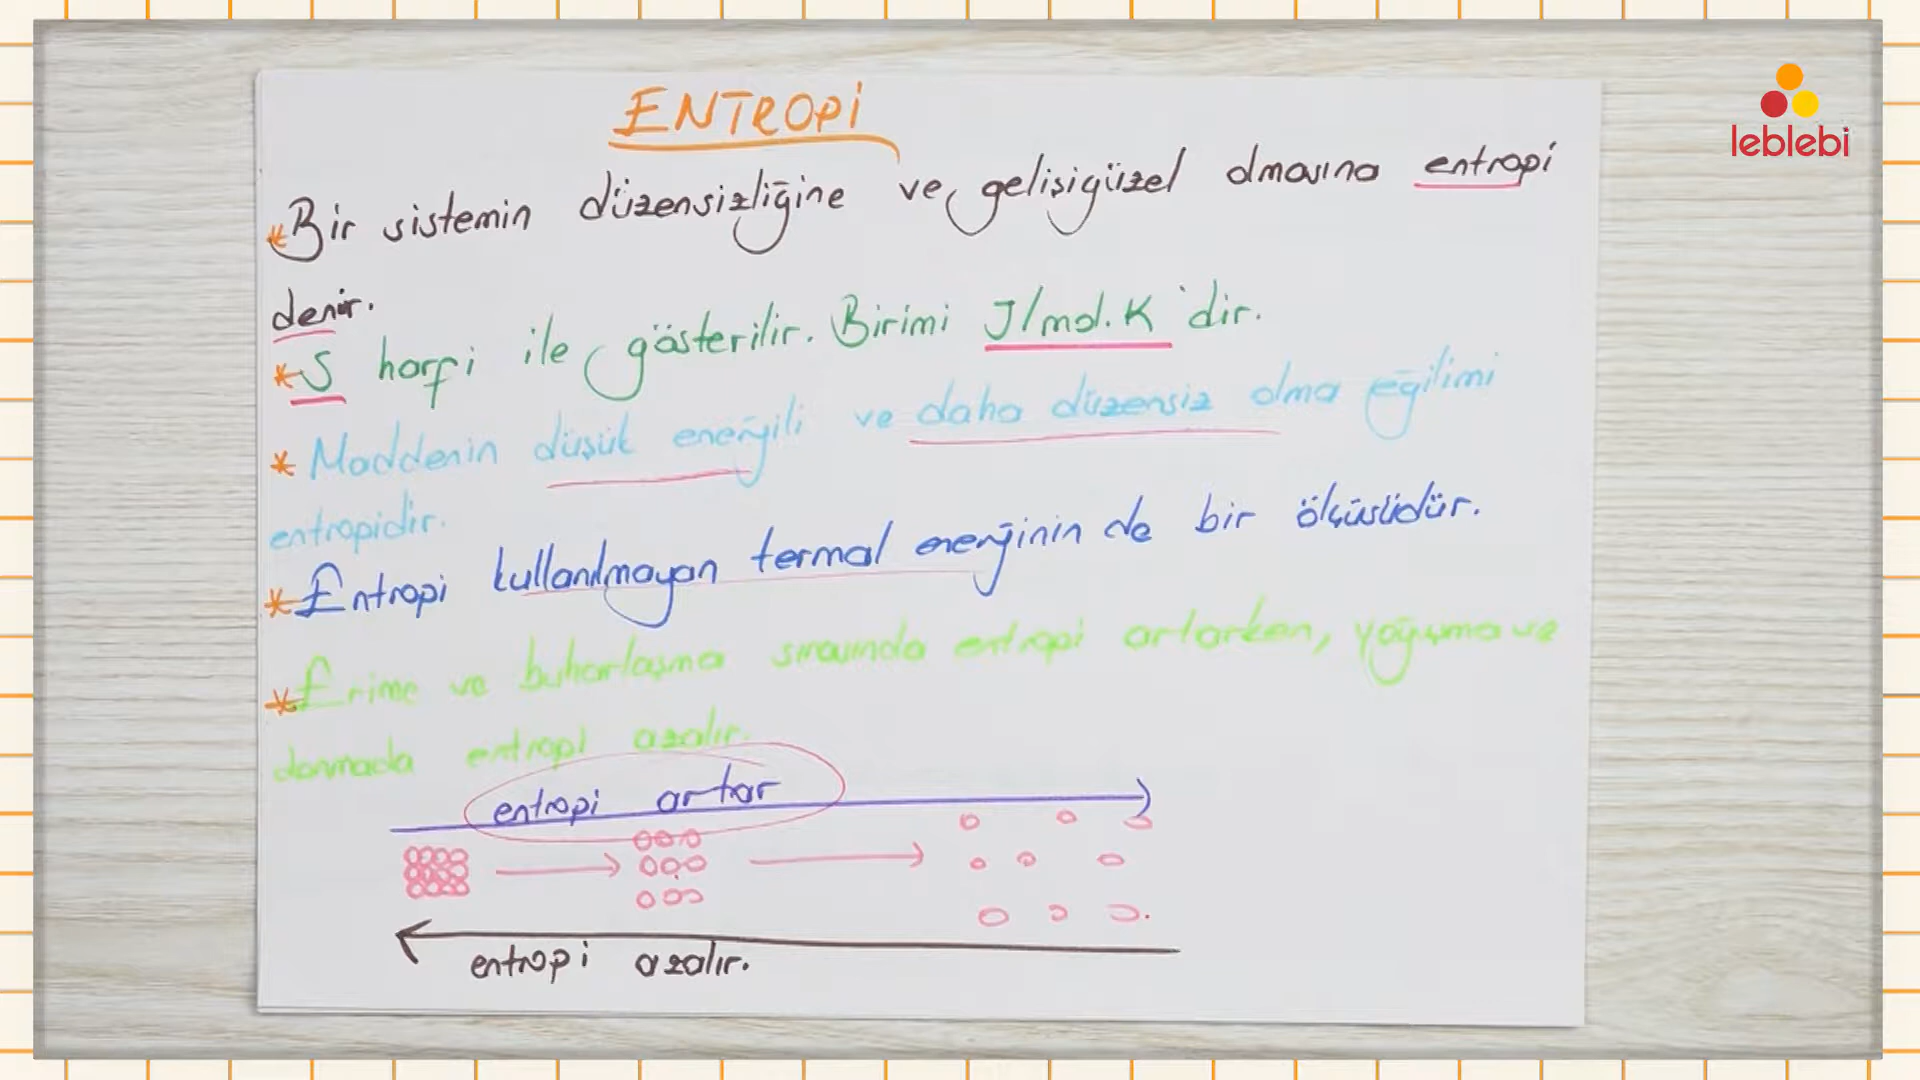 ENTROPİ
leblebi
*Bir sistemin düzensizliğine ve gelişigüzel olmasına entropi
denir.
*S harfi ile gösterilir. Birimi J/mol.K'dir.
*Maddenin düşük enerjili ve daha düzensiz olma eğilimi
entropidir.
*Entropi kullanılmayan termal enerjinin de bir ölçüsüdür.
*Erime ve buharlaşma sırasında entropi artarken, yoğuşma ve
donmada entropi azalır.
entropi artar
entropi azalır.